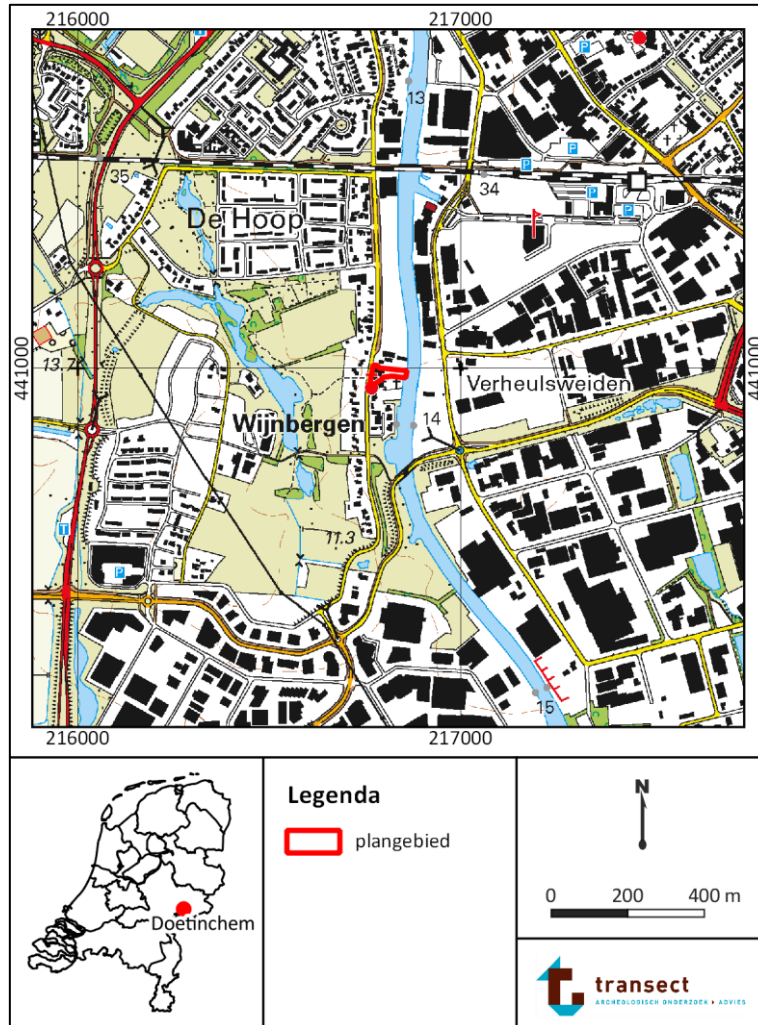 216000 217000
13
35
34
P
P
P
P
P
De Hoop
441000
441000
13.7
Verheulsweiden
Wijnbergen
14
11.3
T
P
15
216000 217000
Doetinchem
Legenda
plangebied
N
0 200 400 m
transect
ARCHEOLOGISCH ONDERZOEK & ADVIES